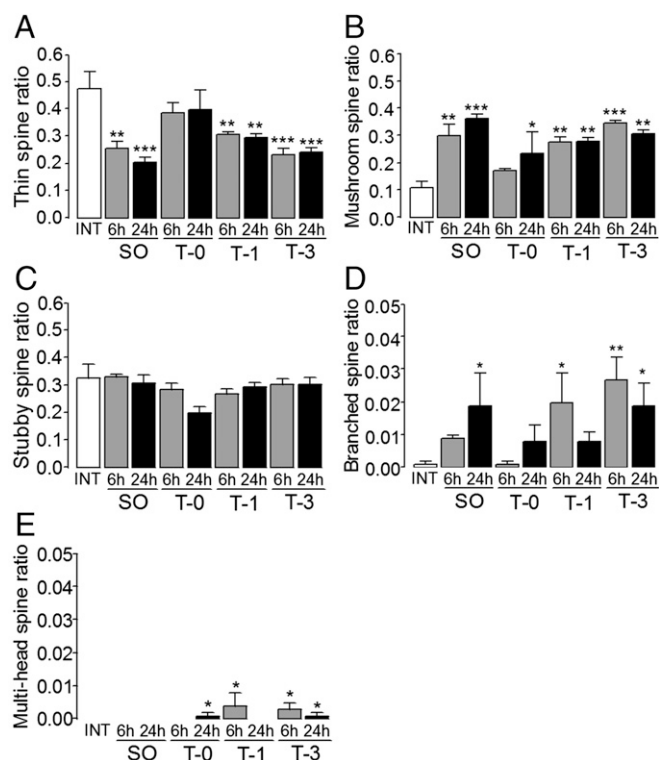 A
Thin spine ratio
0.6
0.5
0.4
0.3
0.2
0.1
0.0
** *** ** ** *** ***
INT 6h 24h 6h 24h 6h 24h 6h 24h
SO T-0 T-1 T-3
B
Mushroom spine ratio
0.6
0.5
0.4
0.3
0.2
0.1
0.0
** *** * ** ** *** **
INT 6h 24h 6h 24h 6h 24h 6h 24h
SO T-0 T-1 T-3
C
Stubby spine ratio
0.6
0.5
0.4
0.3
0.2
0.1
0.0
INT 6h 24h 6h 24h 6h 24h 6h 24h
SO T-0 T-1 T-3
D
Branched spine ratio
0.05
0.04
0.03
0.02
0.01
0.00
* * ** *
INT 6h 24h 6h 24h 6h 24h 6h 24h
SO T-0 T-1 T-3
E
Multi-head spine ratio
0.05
0.04
0.03
0.02
0.01
0.00
* * * *
INT 6h 24h 6h 24h 6h 24h 6h 24h
SO T-0 T-1 T-3